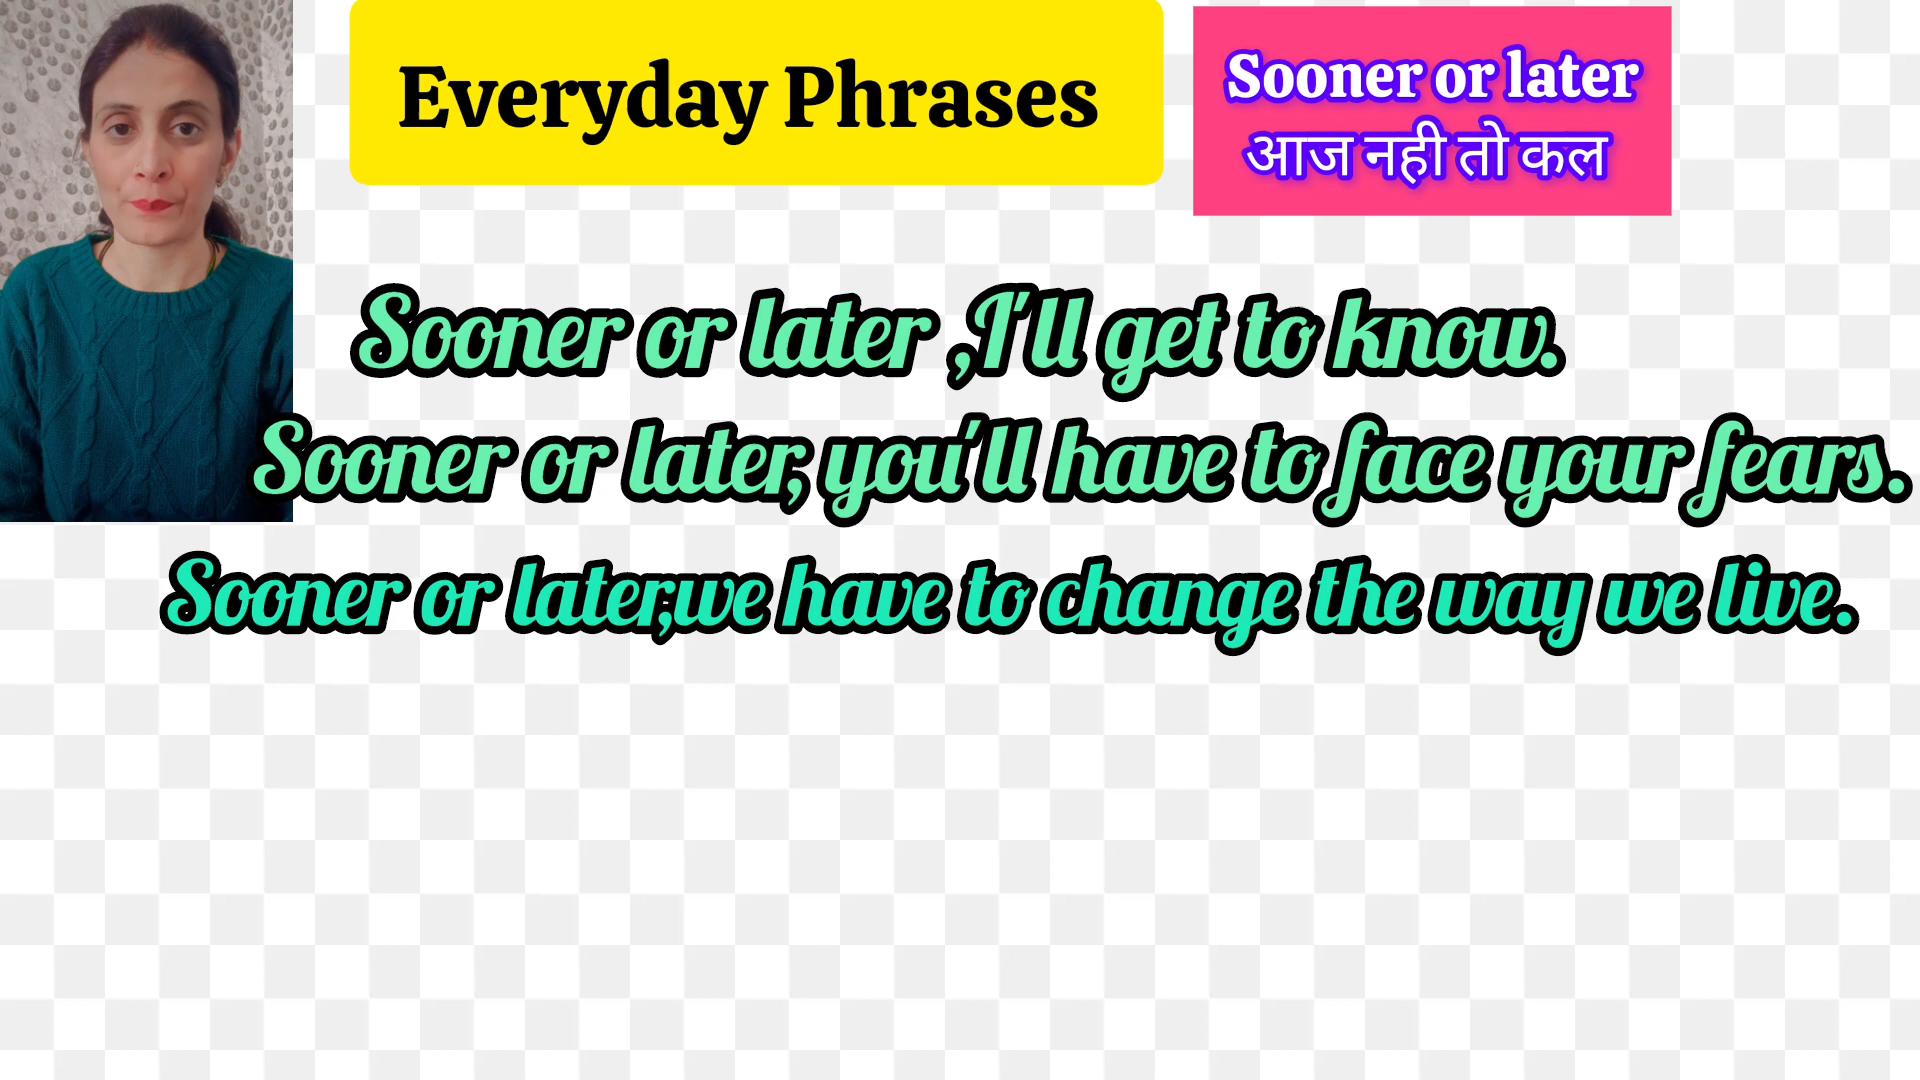 Everyday Phrases
Sooner or later
आज नही तो कल
Sooner or later ,I'll get to know.
Sooner or later, you'll have to face your fears.
Sooner or later,we have to change the way we live.